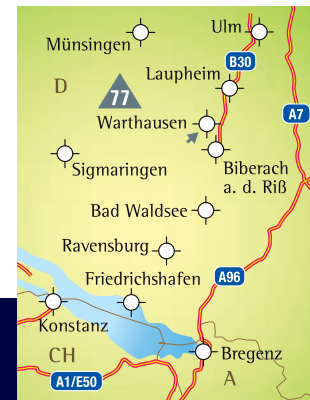 Ulm
Münsingen
B30
Laupheim
D
77
A7
Warthausen
Biberach
a. d. Riß
Sigmaringen
Bad Waldsee
Ravensburg
A96
Friedrichshafen
Konstanz
CH
Bregenz
A1/E50
A